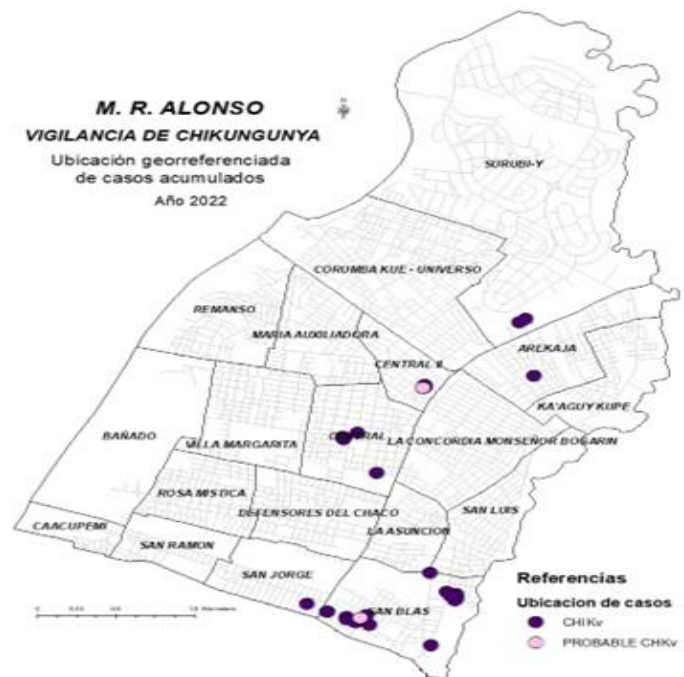 M. R. ALONSO
VIGILANCIA DE CHIKUNGUNYA
Ubicación georreferenciada
de casos acumulados
Año 2022
SURUBI-Y
CORUMBA KUE - UNIVERSO
REMANSO
MARIA AUXILIADORA
AREKAJA
CENTRAL II
KA'AGUY KUPE
BAÑADO
VILLA MARGARITA
CENTRAL
LA CONCORDIA MONSEÑOR BOGARIN
ROSA MISTICA
DEFENSORES DEL CHACO
SAN LUIS
CAACUPEMI
LA ASUNCION
SAN RAMON
SAN JORGE
SAN BLAS
Referencias
Ubicacion de casos
CHIKv
PROBABLE CHKv